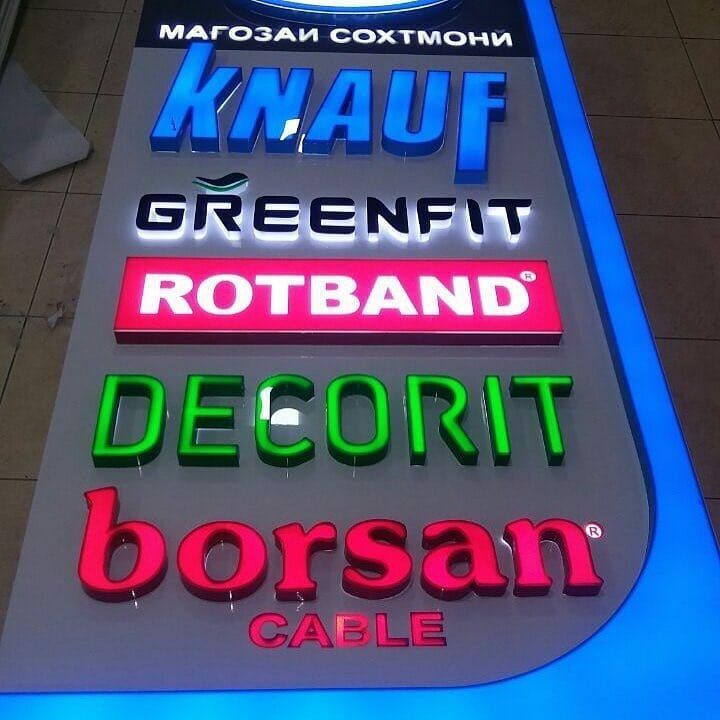 МАГОЗАИ СОХТМОНИ
KNAUF
GREENFIT
ROTBAND®
DECORIT
borsan®
CABLE